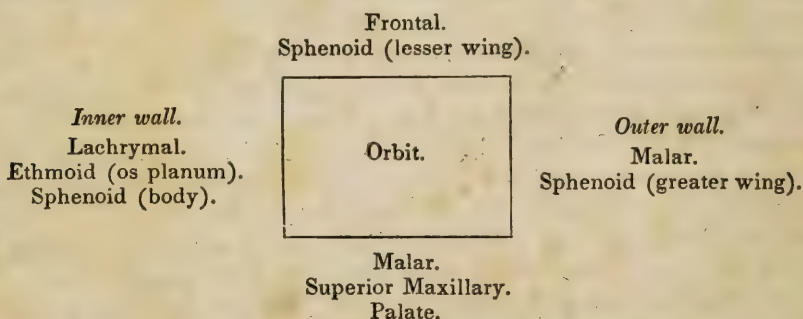 Frontal.
Sphenoid (lesser wing).
Inner wall.
Lachrymal.
Ethmoid (os planum).
Sphenoid (body).
Orbit.
Outer wall.
Malar.
Sphenoid (greater wing).
Malar.
Superior Maxillary.
Palate.